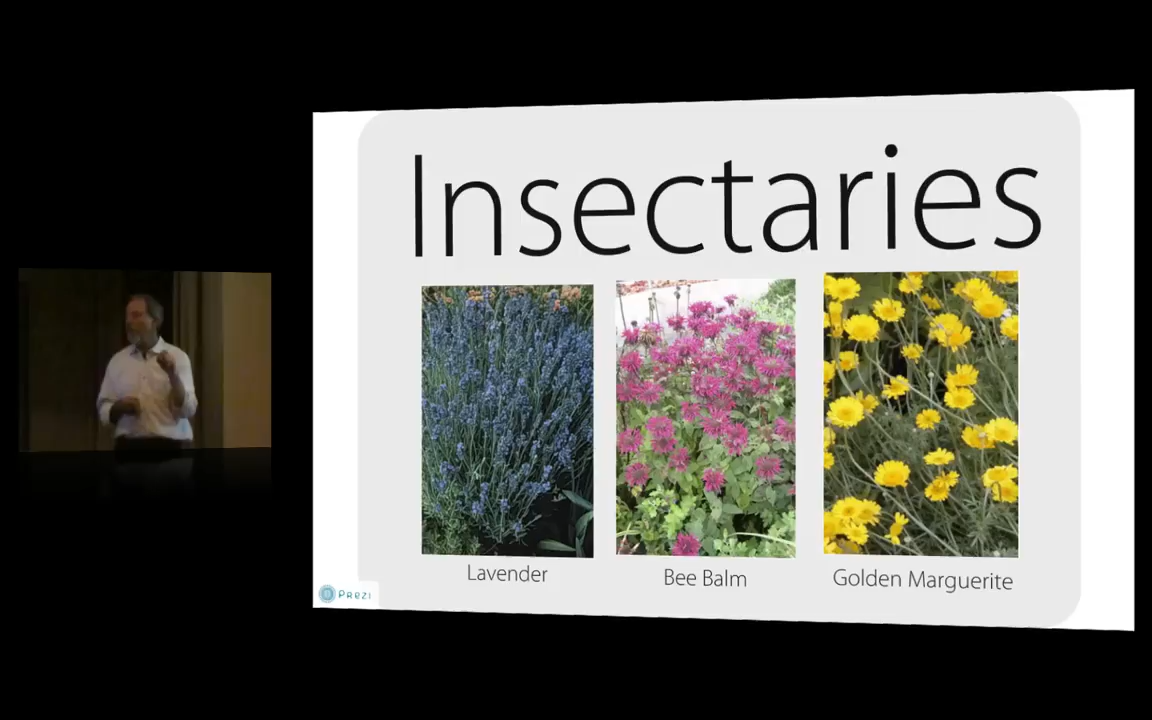 Insectaries
Lavender
Bee Balm
Golden Marguerite
Prezi